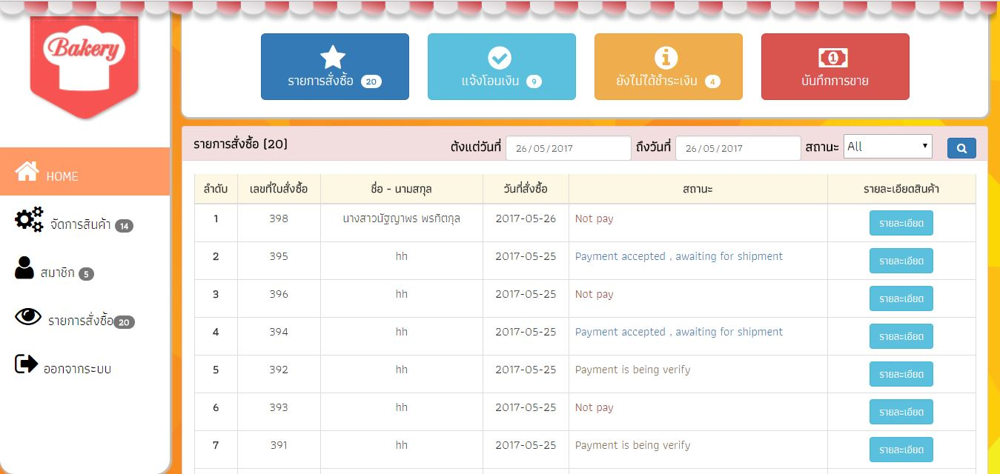 Bakery
รายการสั่งซื้อ 20
แจ้งโอนเงิน 9
ยังไม่ได้ชำระเงิน 4
บันทึกการขาย
HOME
จัดการสินค้า 14
สมาชิก 5
รายการสั่งซื้อ 20
ออกจากระบบ
รายการสั่งซื้อ (20) ตั้งแต่วันที่ 26/05/2017 ถึงวันที่ 26/05/2017 สถานะ All
ลำดับ เลขที่ใบสั่งซื้อ ชื่อ - นามสกุล วันที่สั่งซื้อ สถานะ รายละเอียดสินค้า
1 398 นางสาวนัฐญาพร พรกิตกุล 2017-05-26 Not pay รายละเอียด
2 395 hh 2017-05-25 Payment accepted , awaiting for shipment รายละเอียด
3 396 hh 2017-05-25 Not pay รายละเอียด
4 394 hh 2017-05-25 Payment accepted , awaiting for shipment รายละเอียด
5 392 hh 2017-05-25 Payment is being verify รายละเอียด
6 393 hh 2017-05-25 Not pay รายละเอียด
7 391 hh 2017-05-25 Payment is being verify รายละเอียด